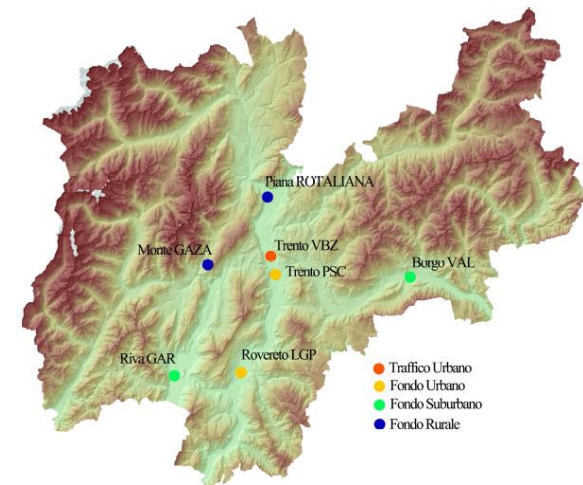 Piana ROTALIANA
Trento VBZ
Monte GAZA
Trento PSC
Borgo VAL
Riva GAR
Rovereto LGP
Traffico Urbano
Fondo Urbano
Fondo Suburbano
Fondo Rurale